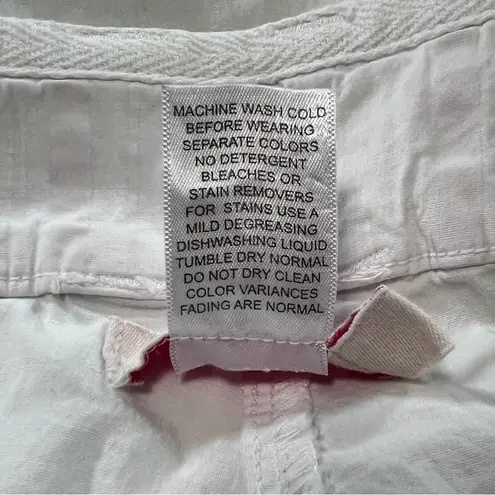 MACHINE WASH COLD
BEFORE WEARING
SEPARATE COLORS
NO DETERGENT
BLEACHES OR
STAIN REMOVERS
FOR STAINS USE A
MILD DEGREASING
DISHWASHING LIQUID
TUMBLE DRY NORMAL
DO NOT DRY CLEAN
COLOR VARIANCES
FADING ARE NORMAL